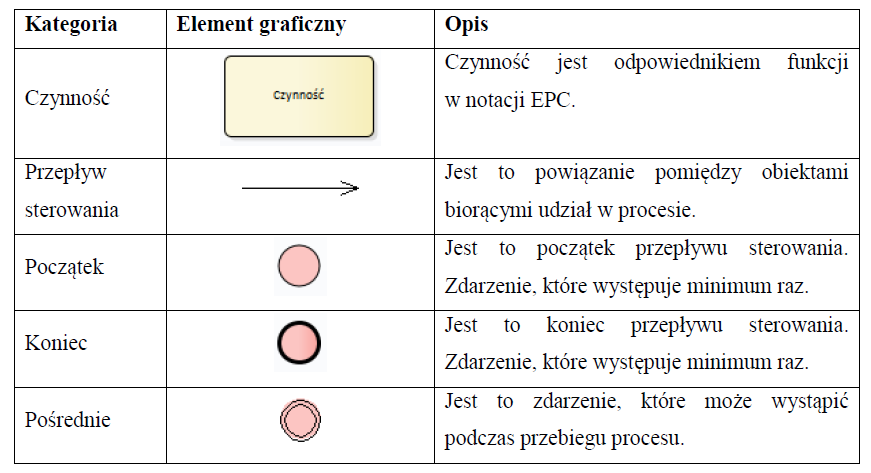 Kategoria Element graficzny Opis
Czynność
Czynność
Czynność jest odpowiednikiem funkcji
w notacji EPC.
Przepływ
sterowania
Jest to powiązanie pomiędzy obiektami
biorącymi udział w procesie.
Początek
Jest to początek przepływu sterowania.
Zdarzenie, które występuje minimum raz.
Koniec
Jest to koniec przepływu sterowania.
Zdarzenie, które występuje minimum raz.
Pośrednie
Jest to zdarzenie, które może wystąpić
podczas przebiegu procesu.